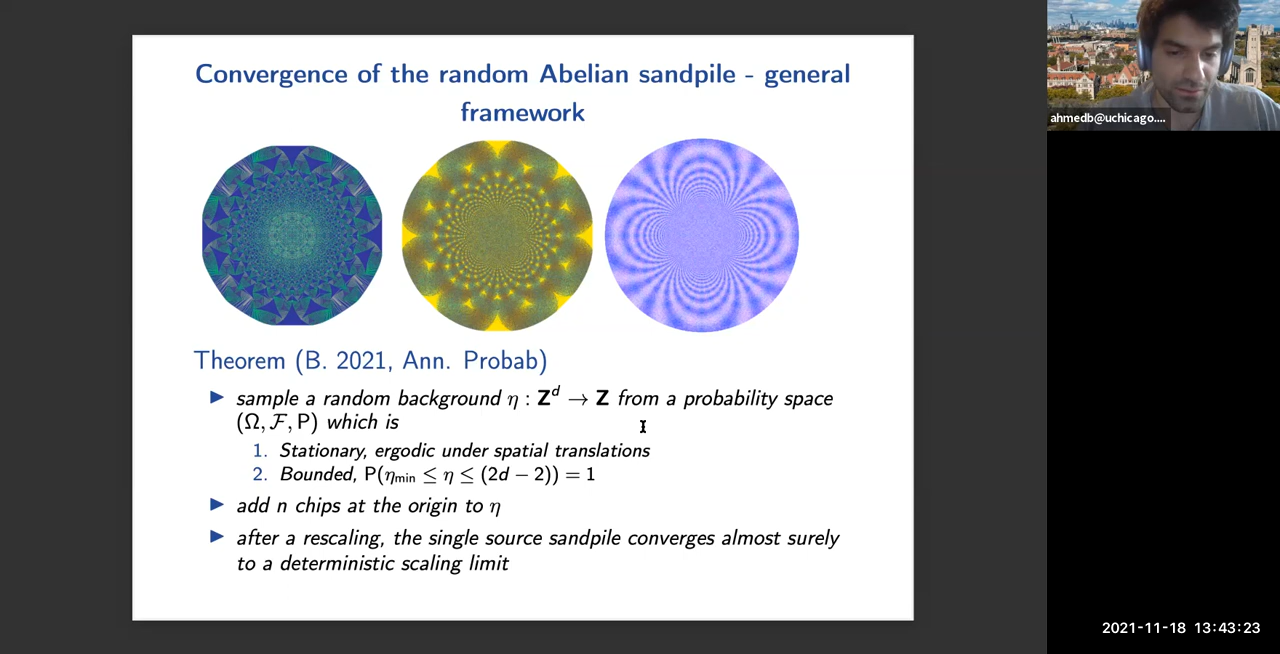 Convergence of the random Abelian sandpile - general
framework
Theorem (B. 2021, Ann. Probab)
▶ sample a random background η : Z^d → Z from a probability space
(Ω, ℱ, P) which is
1. Stationary, ergodic under spatial translations
2. Bounded, P(η_min ≤ η ≤ (2d − 2)) = 1
▶ add n chips at the origin to η
▶ after a rescaling, the single source sandpile converges almost surely
to a deterministic scaling limit
ahmedb@uchicago....
2021-11-18 13:43:23